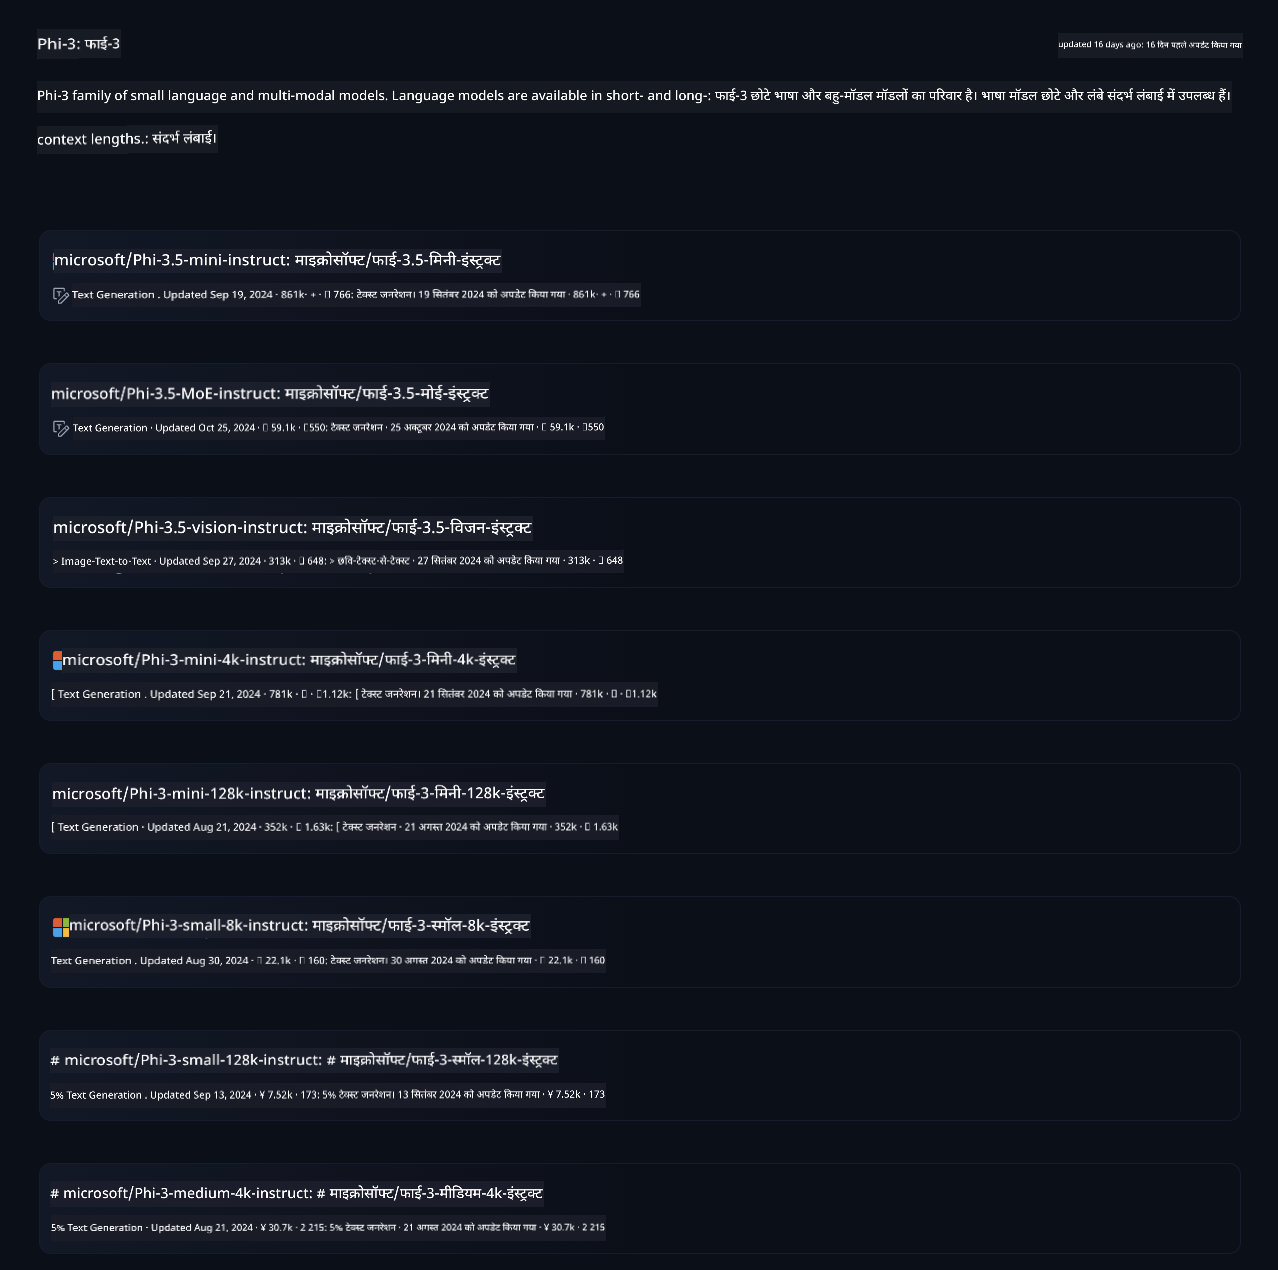 Phi-3: फाई-3
updated 16 days ago: 16 दिन पहले अपडेट किया गया
Phi-3 family of small language and multi-modal models. Language models are available in short- and long-: फाई-3 छोटे भाषा और बहु-मॉडल मॉडलों का परिवार है। भाषा मॉडल छोटे और लंबे संदर्भ लंबाई में उपलब्ध हैं।
context lengths.: संदर्भ लंबाई।
microsoft/Phi-3.5-mini-instruct: माइक्रोसॉफ्ट/फाई-3.5-मिनी-इंस्ट्रक्ट
Text Generation . Updated Sep 19, 2024 · 861k· + · 766: टेक्स्ट जनरेशन। 19 सितंबर 2024 को अपडेट किया गया · 861k· + · 766
microsoft/Phi-3.5-MoE-instruct: माइक्रोसॉफ्ट/फाई-3.5-मोई-इंस्ट्रक्ट
Text Generation · Updated Oct 25, 2024 · 59.1k · 550: टेक्स्ट जनरेशन · 25 अक्टूबर 2024 को अपडेट किया गया · 59.1k · 550
microsoft/Phi-3.5-vision-instruct: माइक्रोसॉफ्ट/फाई-3.5-विजन-इंस्ट्रक्ट
> Image-Text-to-Text · Updated Sep 27, 2024 · 313k · 648: > छवि-टेक्स्ट-से-टेक्स्ट · 27 सितंबर 2024 को अपडेट किया गया · 313k · 648
microsoft/Phi-3-mini-4k-instruct: माइक्रोसॉफ्ट/फाई-3-मिनी-4k-इंस्ट्रक्ट
[ Text Generation . Updated Sep 21, 2024 · 781k · · 1.12k: [ टेक्स्ट जनरेशन। 21 सितंबर 2024 को अपडेट किया गया · 781k · · 1.12k
microsoft/Phi-3-mini-128k-instruct: माइक्रोसॉफ्ट/फाई-3-मिनी-128k-इंस्ट्रक्ट
[ Text Generation · Updated Aug 21, 2024 · 352k · 1.63k: [ टेक्स्ट जनरेशन · 21 अगस्त 2024 को अपडेट किया गया · 352k · 1.63k
microsoft/Phi-3-small-8k-instruct: माइक्रोसॉफ्ट/फाई-3-स्मॉल-8k-इंस्ट्रक्ट
Text Generation . Updated Aug 30, 2024 · 22.1k · 160: टेक्स्ट जनरेशन। 30 अगस्त 2024 को अपडेट किया गया · 22.1k · 160
# microsoft/Phi-3-small-128k-instruct: # माइक्रोसॉफ्ट/फाई-3-स्मॉल-128k-इंस्ट्रक्ट
5% Text Generation . Updated Sep 13, 2024 · ¥ 7.52k · 173: 5% टेक्स्ट जनरेशन। 13 सितंबर 2024 को अपडेट किया गया · ¥ 7.52k · 173
# microsoft/Phi-3-medium-4k-instruct: # माइक्रोसॉफ्ट/फाई-3-मीडियम-4k-इंस्ट्रक्ट
5% Text Generation · Updated Aug 21, 2024 · ¥ 30.7k · 2 215: 5% टेक्स्ट जनरेशन · 21 अगस्त 2024 को अपडेट किया गया · ¥ 30.7k · 2 215